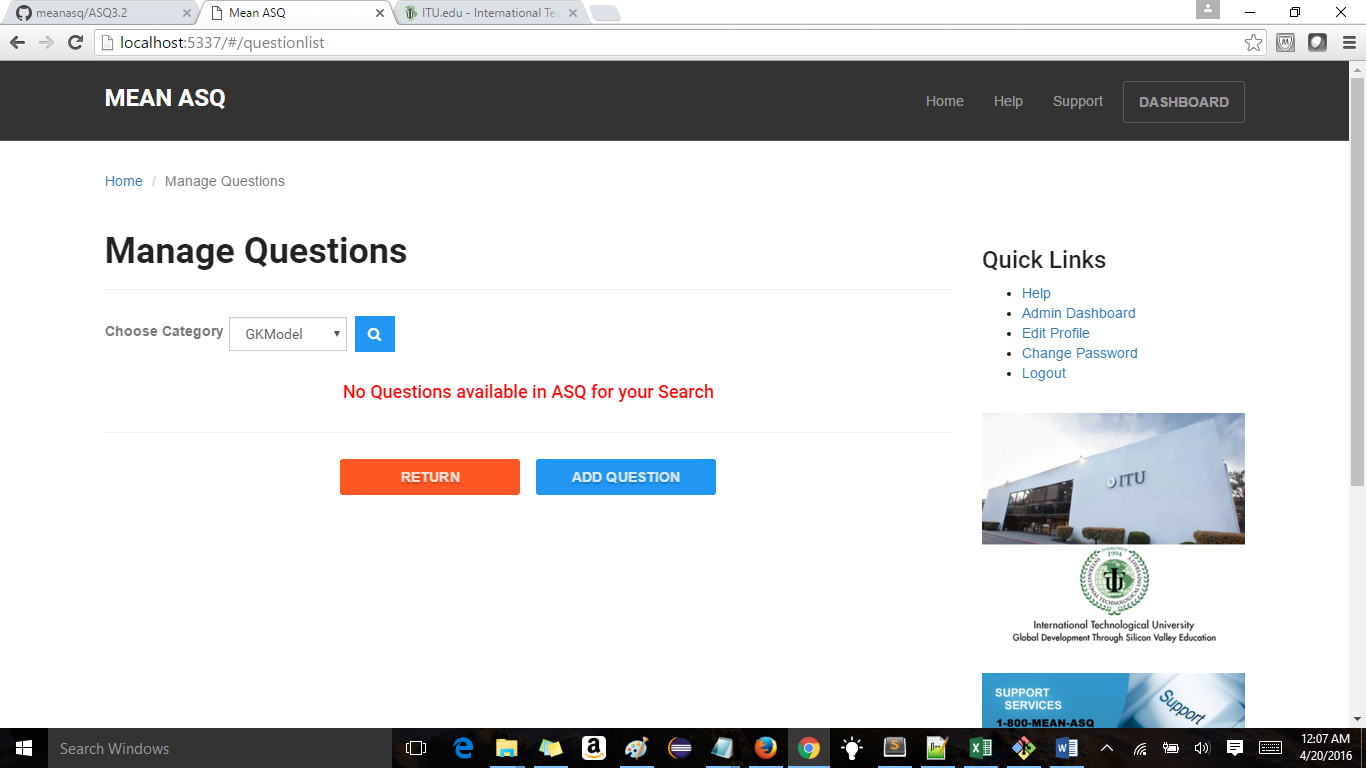 meanasq/ASQ3.2
Mean ASQ
ITU.edu - International Tec
localhost:5337/#/questionlist
MEAN ASQ
Home
Help
Support
DASHBOARD
Home / Manage Questions
Manage Questions
Choose Category
GKModel
No Questions available in ASQ for your Search
RETURN
ADD QUESTION
Quick Links
Help
Admin Dashboard
Edit Profile
Change Password
Logout
ITU
1994
International Technological University
Global Development Through Silicon Valley Education
SUPPORT
SERVICES
1-800-MEAN-ASQ
Support
Search Windows
12:07 AM
4/20/2016